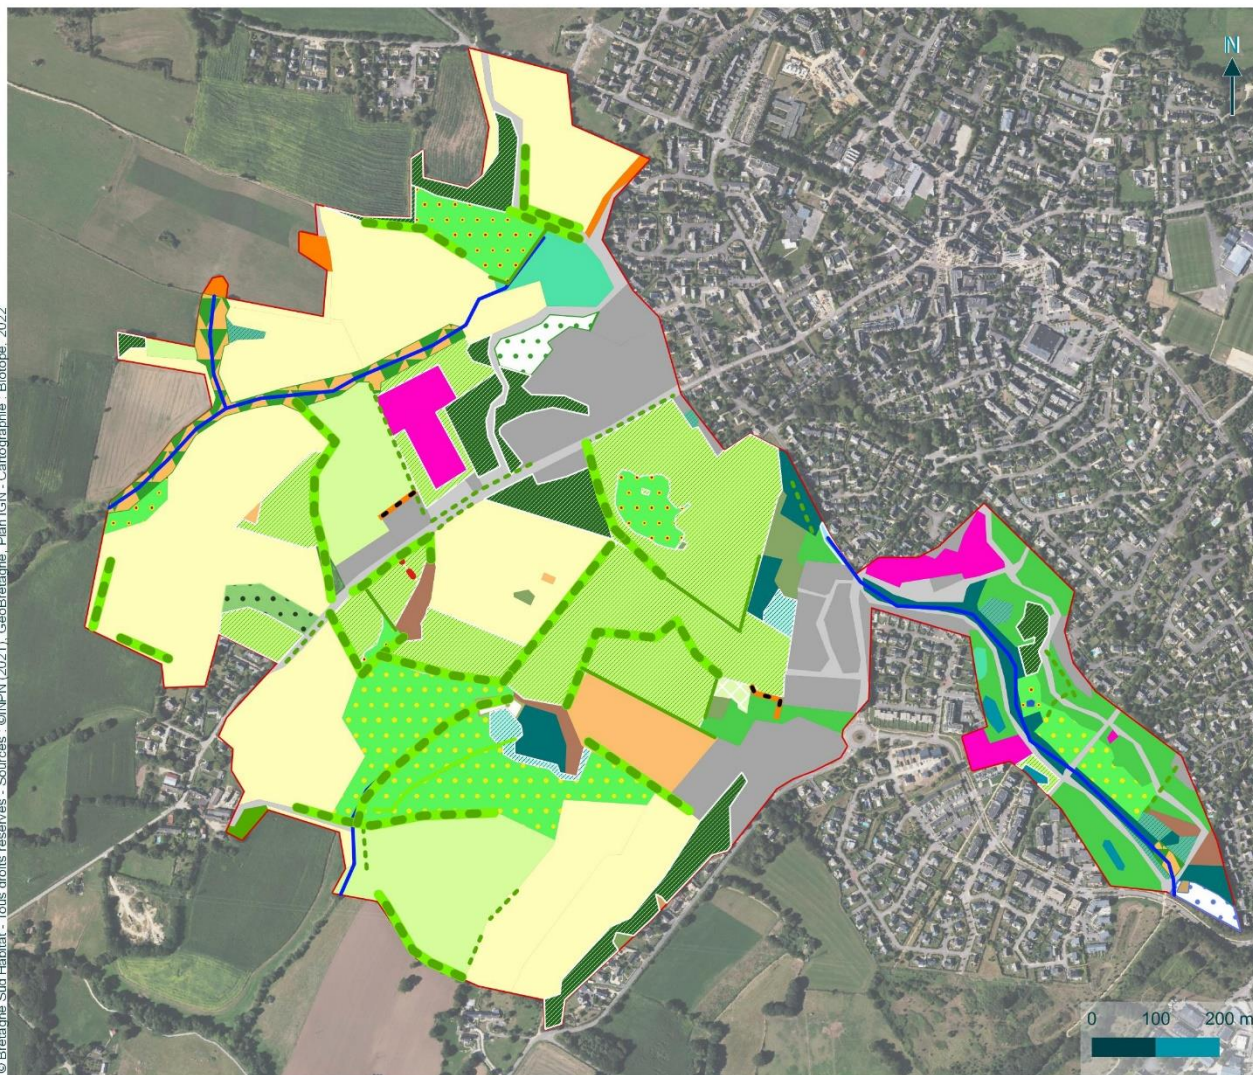 N
© Bretagne Sud Habitat - Tous droits réservés - Sources : ©INPN (2021), GéoBretagne, Plan IGN - Cartographie : Biotope, 2022
0 100 200 m